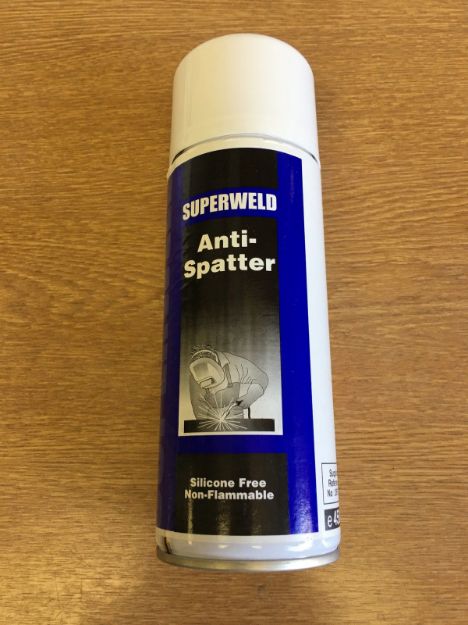 SUPERWELD
Anti-
Spatter
Silicone Free
Non-Flammable
e